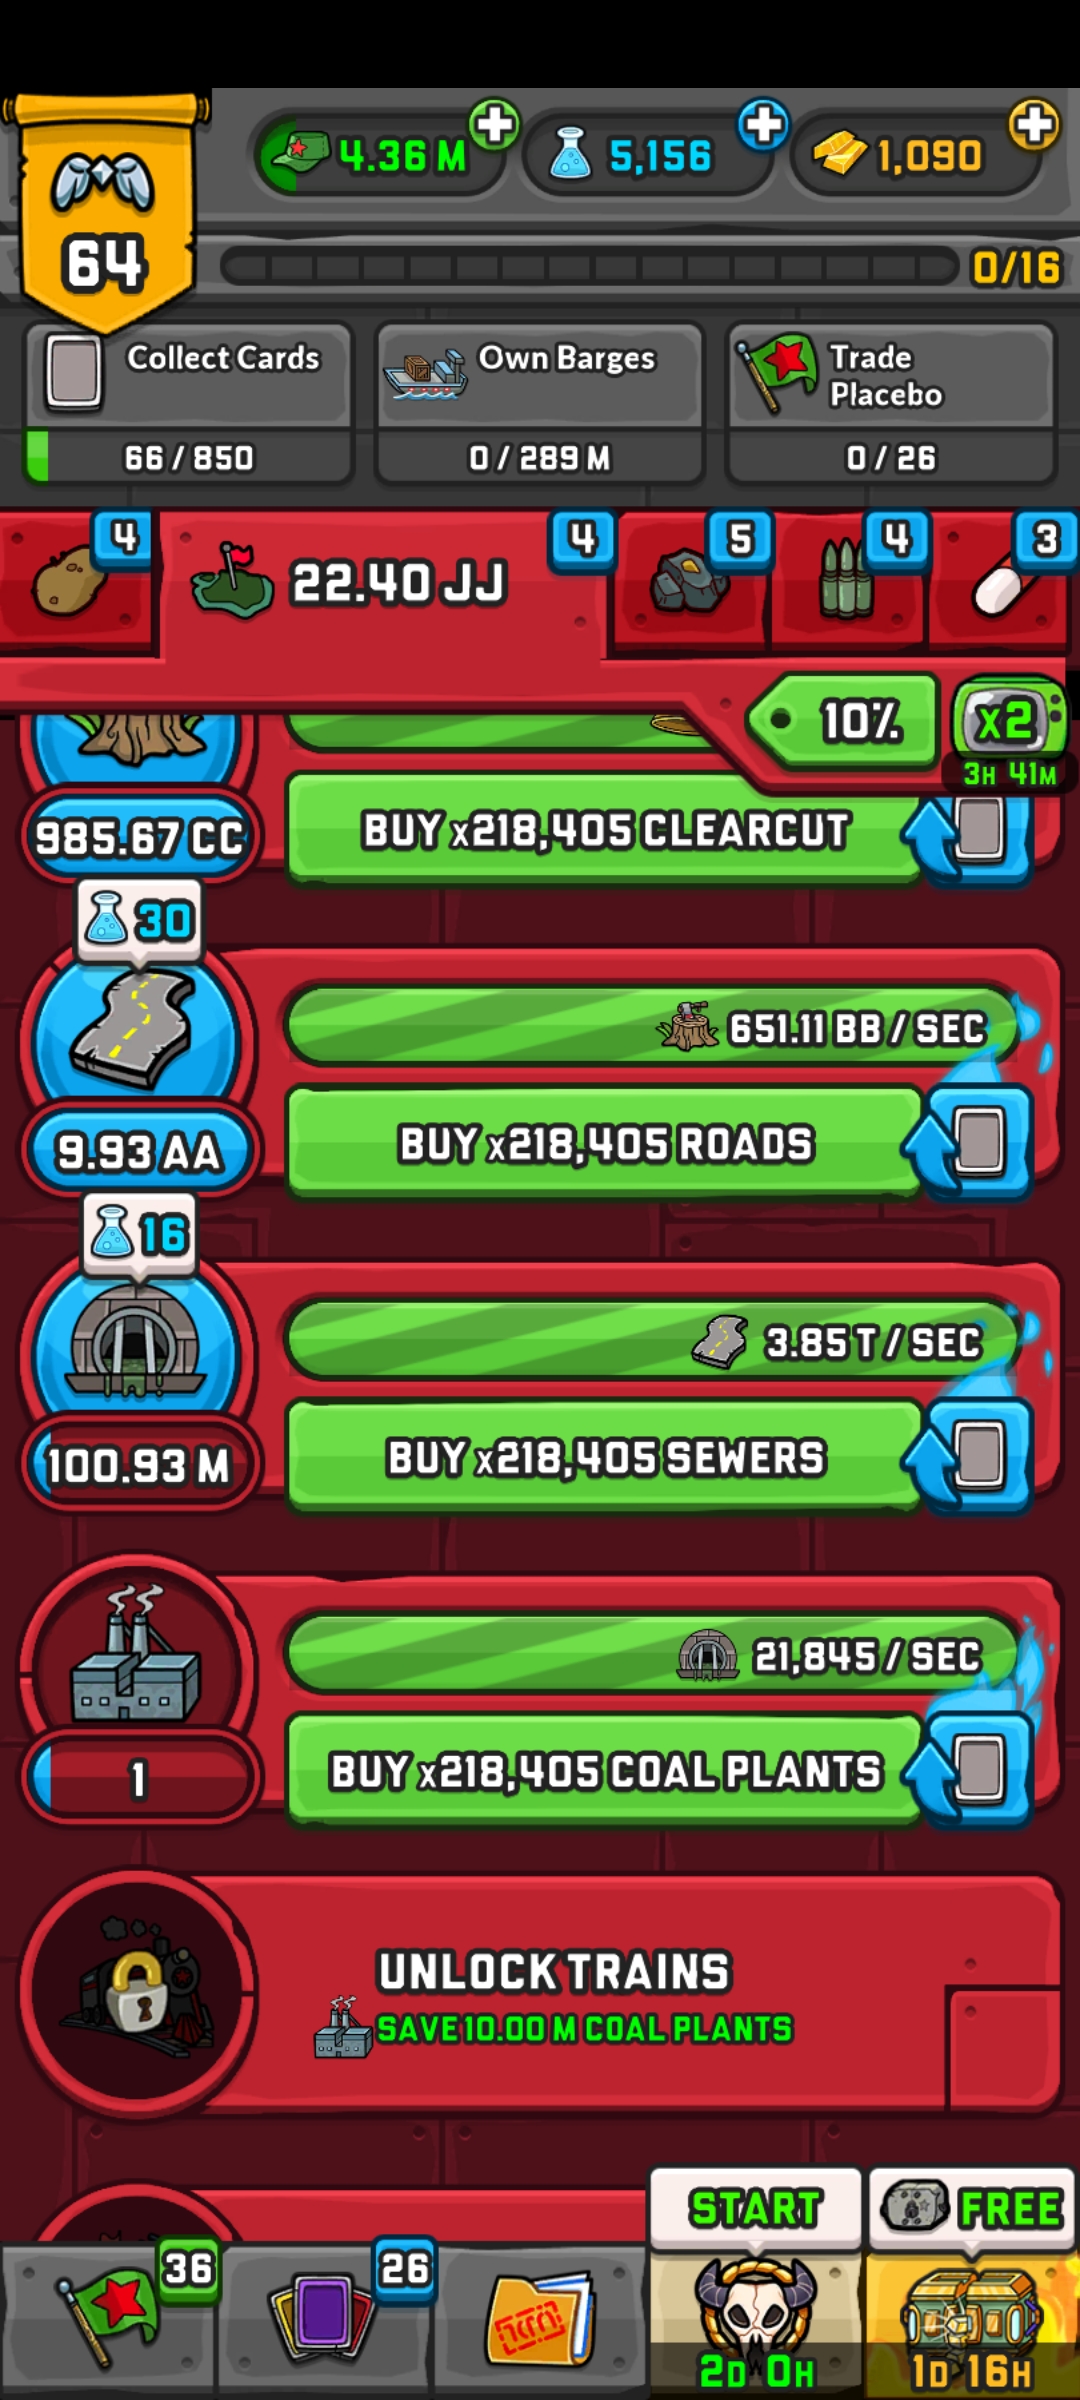 4.36 M
5,156
1,090
64
0/16
Collect Cards
66 / 850
Own Barges
0 / 289 M
Trade
Placebo
0 / 26
4
22.40 JJ
4
5
4
3
10%
x2
3H 41M
985.67 CC
BUY x218,405 CLEARCUT
30
651.11 BB / SEC
9.93 AA
BUY x218,405 ROADS
16
3.85 T / SEC
100.93 M
BUY x218,405 SEWERS
21,845 / SEC
1
BUY x218,405 COAL PLANTS
UNLOCK TRAINS
SAVE 10.00 M COAL PLANTS
START
FREE
36
26
2D 0H
1D 16H